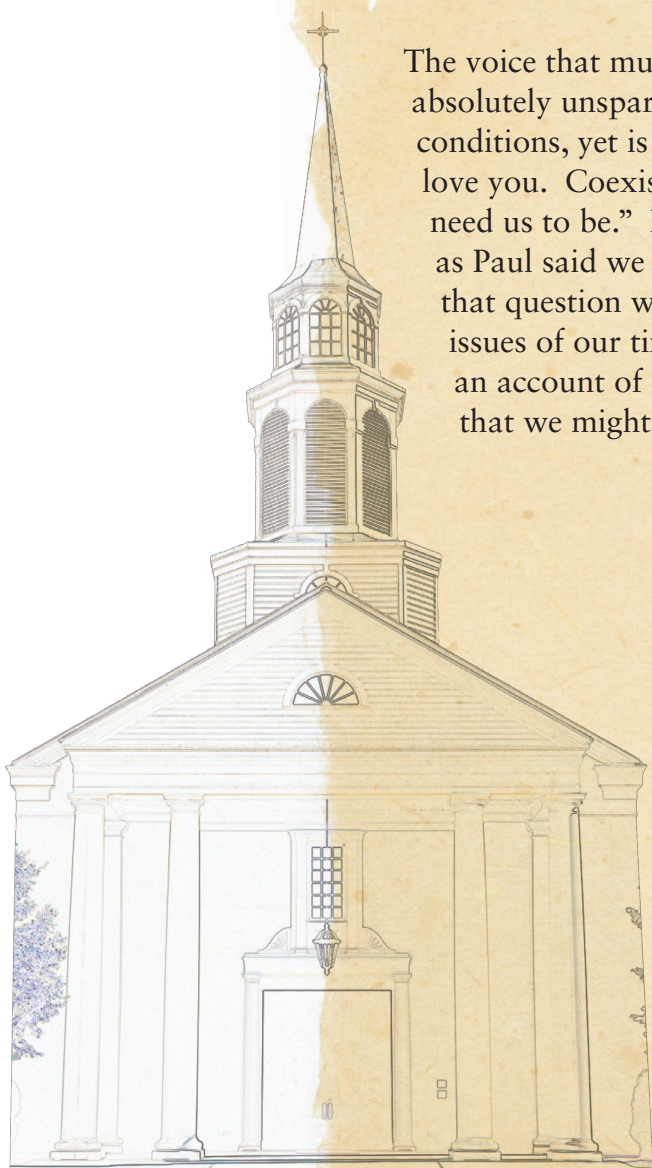 The voice that mu
absolutely unspar
conditions, yet is
love you. Coexis
need us to be.”
as Paul said we
that question w
issues of our ti
an account of
that we might